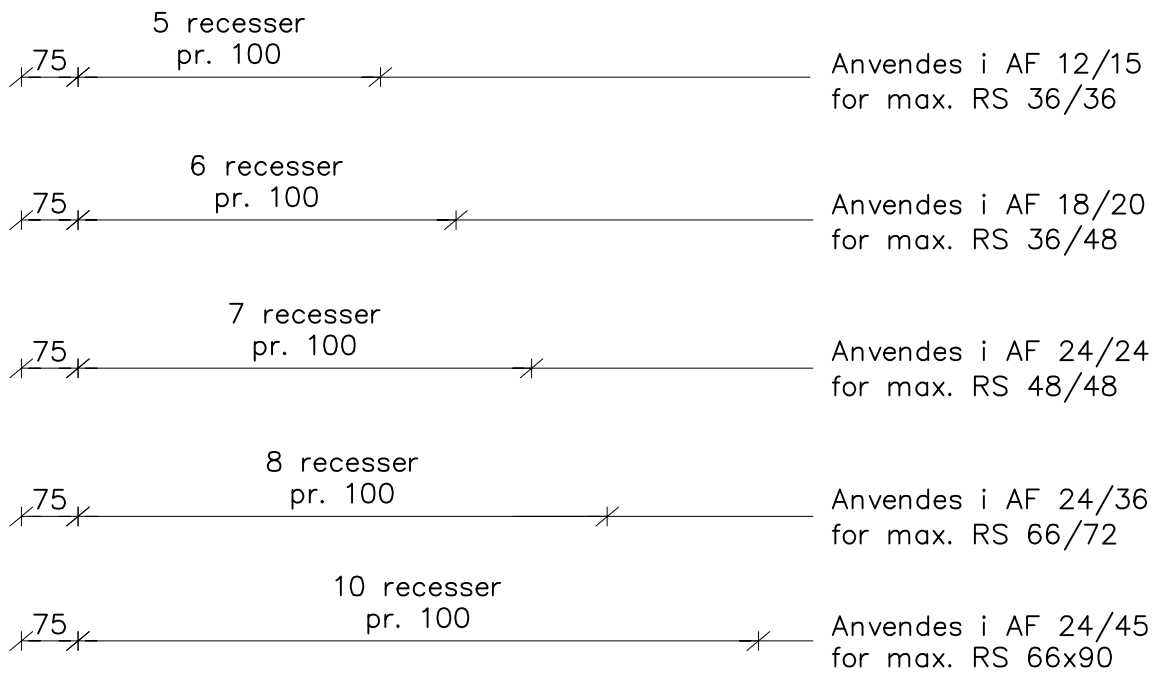 5 recesser
pr. 100
75
Anvendes i AF 12/15
for max. RS 36/36
6 recesser
pr. 100
75
Anvendes i AF 18/20
for max. RS 36/48
7 recesser
pr. 100
75
Anvendes i AF 24/24
for max. RS 48/48
8 recesser
pr. 100
75
Anvendes i AF 24/36
for max. RS 66/72
10 recesser
pr. 100
75
Anvendes i AF 24/45
for max. RS 66x90